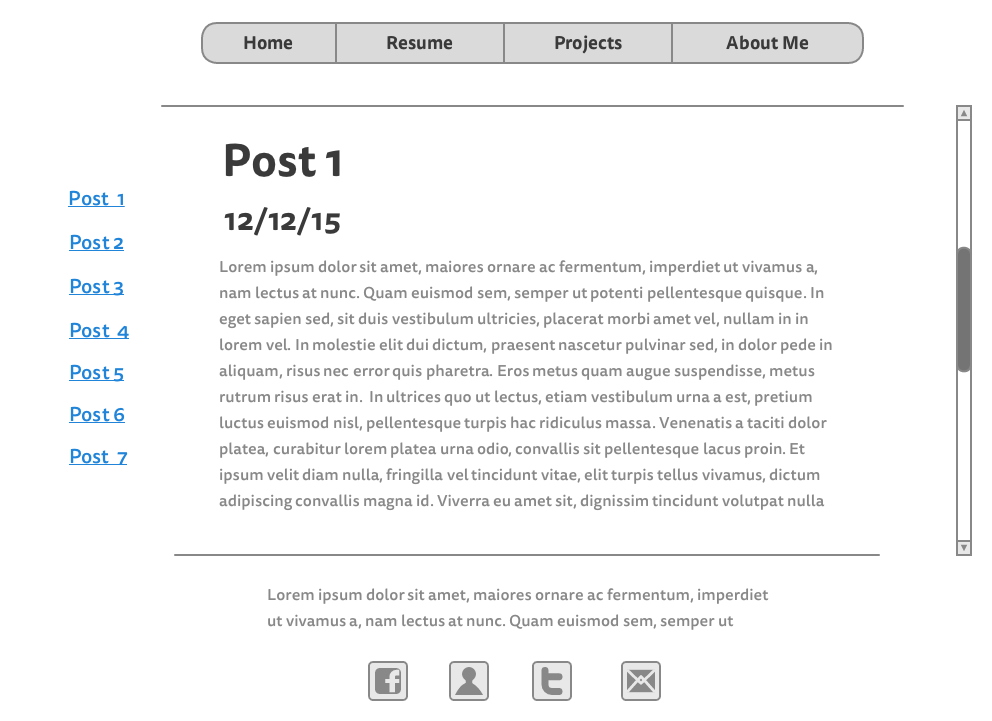 Home Resume Projects About Me
Post 1
12/12/15
Post 1
Post 2
Post 3
Post 4
Post 5
Post 6
Post 7
Lorem ipsum dolor sit amet, maiores ornare ac fermentum, imperdiet ut vivamus a,
nam lectus at nunc. Quam euismod sem, semper ut potenti pellentesque quisque. In
eget sapien sed, sit duis vestibulum ultricies, placerat morbi amet vel, nullam in in
lorem vel. In molestie elit dui dictum, praesent nascetur pulvinar sed, in dolor pede in
aliquam, risus nec error quis pharetra. Eros metus quam augue suspendisse, metus
rutrum risus erat in. In ultrices quo ut lectus, etiam vestibulum urna a est, pretium
luctus euismod nisl, pellentesque turpis hac ridiculus massa. Venenatis a taciti dolor
platea, curabitur lorem platea urna odio, convallis sit pellentesque lacus proin. Et
ipsum velit diam nulla, fringilla vel tincidunt vitae, elit turpis tellus vivamus, dictum
adipiscing convallis magna id. Viverra eu amet sit, dignissim tincidunt volutpat nulla
Lorem ipsum dolor sit amet, maiores ornare ac fermentum, imperdiet
ut vivamus a, nam lectus at nunc. Quam euismod sem, semper ut